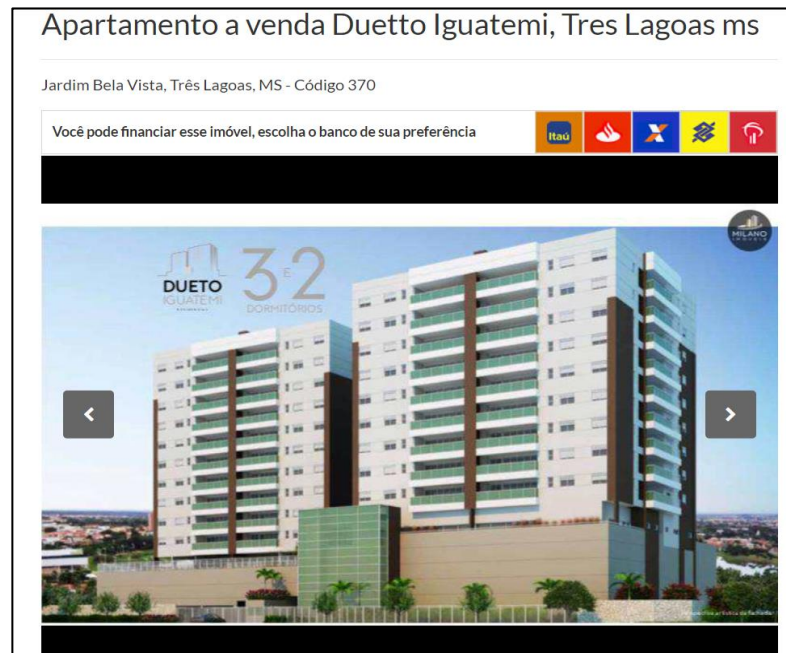 Apartamento a venda Duetto Iguatemi, Tres Lagoas ms
Jardim Bela Vista, Três Lagoas, MS - Código 370
Você pode financiar esse imóvel, escolha o banco de sua preferência
Itaú
MILANO
IMÓVEIS
DUETO
IGUATEMI
3 E 2
DORMITÓRIOS